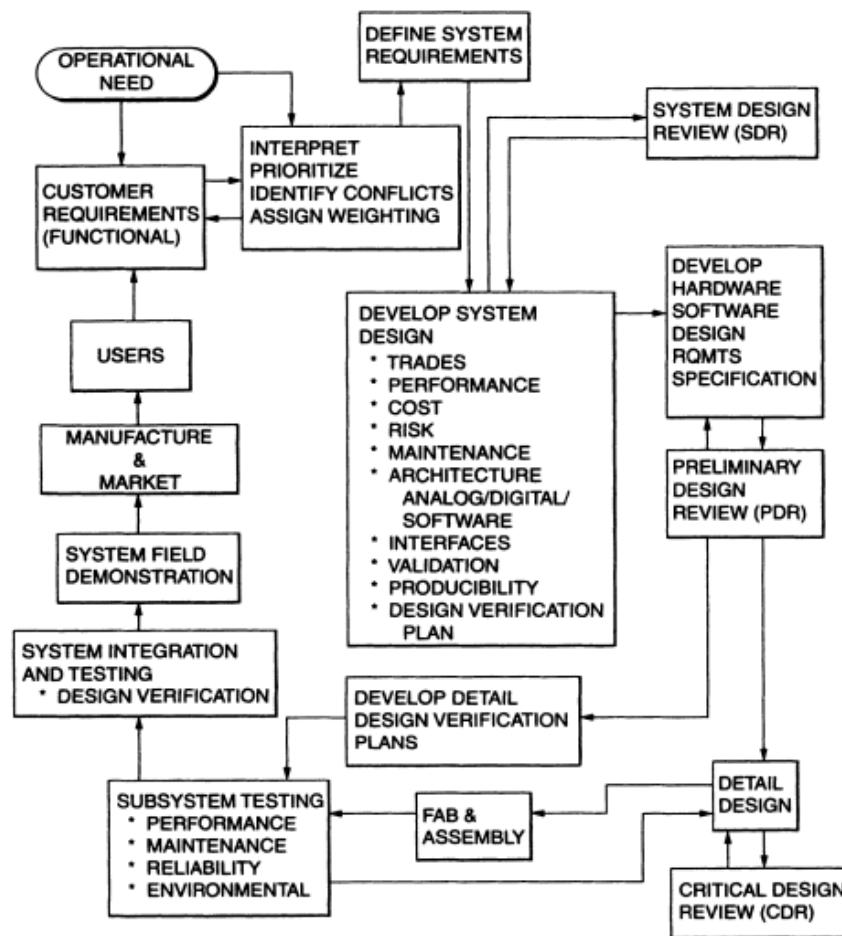 OPERATIONAL
NEED
DEFINE SYSTEM
REQUIREMENTS
SYSTEM DESIGN
REVIEW (SDR)
INTERPRET
PRIORITIZE
IDENTIFY CONFLICTS
ASSIGN WEIGHTING
CUSTOMER
REQUIREMENTS
(FUNCTIONAL)
DEVELOP
HARDWARE
SOFTWARE
DESIGN
RQMTS
SPECIFICATION
DEVELOP SYSTEM
DESIGN
* TRADES
* PERFORMANCE
* COST
* RISK
* MAINTENANCE
* ARCHITECTURE
ANALOG/DIGITAL/
SOFTWARE
* INTERFACES
* VALIDATION
* PRODUCIBILITY
* DESIGN VERIFICATION
PLAN
USERS
MANUFACTURE
&
MARKET
PRELIMINARY
DESIGN
REVIEW (PDR)
SYSTEM FIELD
DEMONSTRATION
SYSTEM INTEGRATION
AND TESTING
* DESIGN VERIFICATION
DEVELOP DETAIL
DESIGN VERIFICATION
PLANS
DETAIL
DESIGN
FAB &
ASSEMBLY
SUBSYSTEM TESTING
* PERFORMANCE
* MAINTENANCE
* RELIABILITY
* ENVIRONMENTAL
CRITICAL DESIGN
REVIEW (CDR)